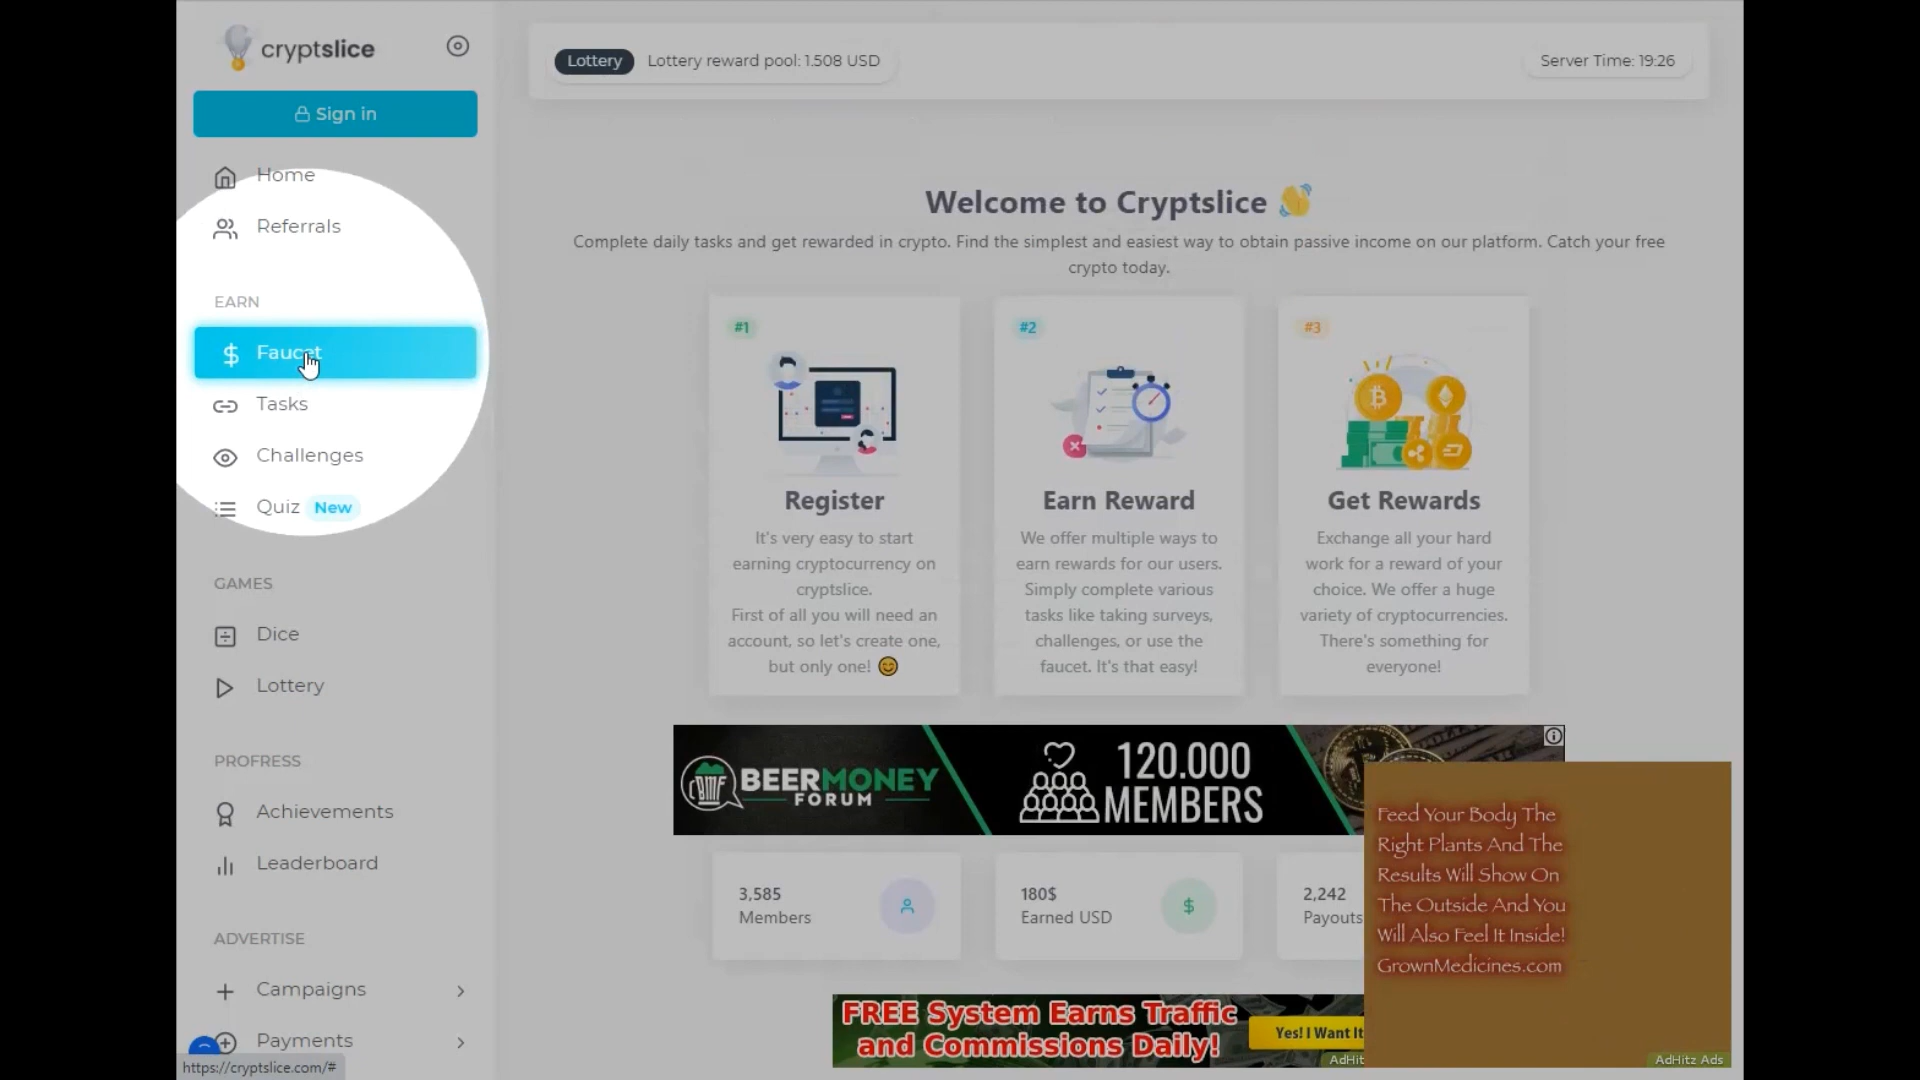 cryptslice
Sign in
Home
Referrals
EARN
Faucet
Tasks
Challenges
Quiz New
GAMES
Dice
Lottery
PROFRESS
Achievements
Leaderboard
ADVERTISE
Campaigns
Payments
https://cryptslice.com/#
Lottery Lottery reward pool: 1.508 USD
Server Time: 19:26
Welcome to Cryptslice
Complete daily tasks and get rewarded in crypto. Find the simplest and easiest way to obtain passive income on our platform. Catch your free
crypto today.
#1
Register
It's very easy to start
earning cryptocurrency on
cryptslice.
First of all you will need an
account, so let's create one,
but only one!
#2
Earn Reward
We offer multiple ways to
earn rewards for our users.
Simply complete various
tasks like taking surveys,
challenges, or use the
faucet. It's that easy!
#3
Get Rewards
Exchange all your hard
work for a reward of your
choice. We offer a huge
variety of cryptocurrencies.
There's something for
everyone!
BMF
BEERMONEY
FORUM
120.000
MEMBERS
3,585
Members
180$
Earned USD
2,242
Payouts
FREE System Earns Traffic
and Commissions Daily!
Yes! I Want It
AdHit
Feed Your Body The
Right Plants And The
Results Will Show On
The Outside And You
Will Also Feel It Inside!
GrownMedicines.com
AdHitz Ads